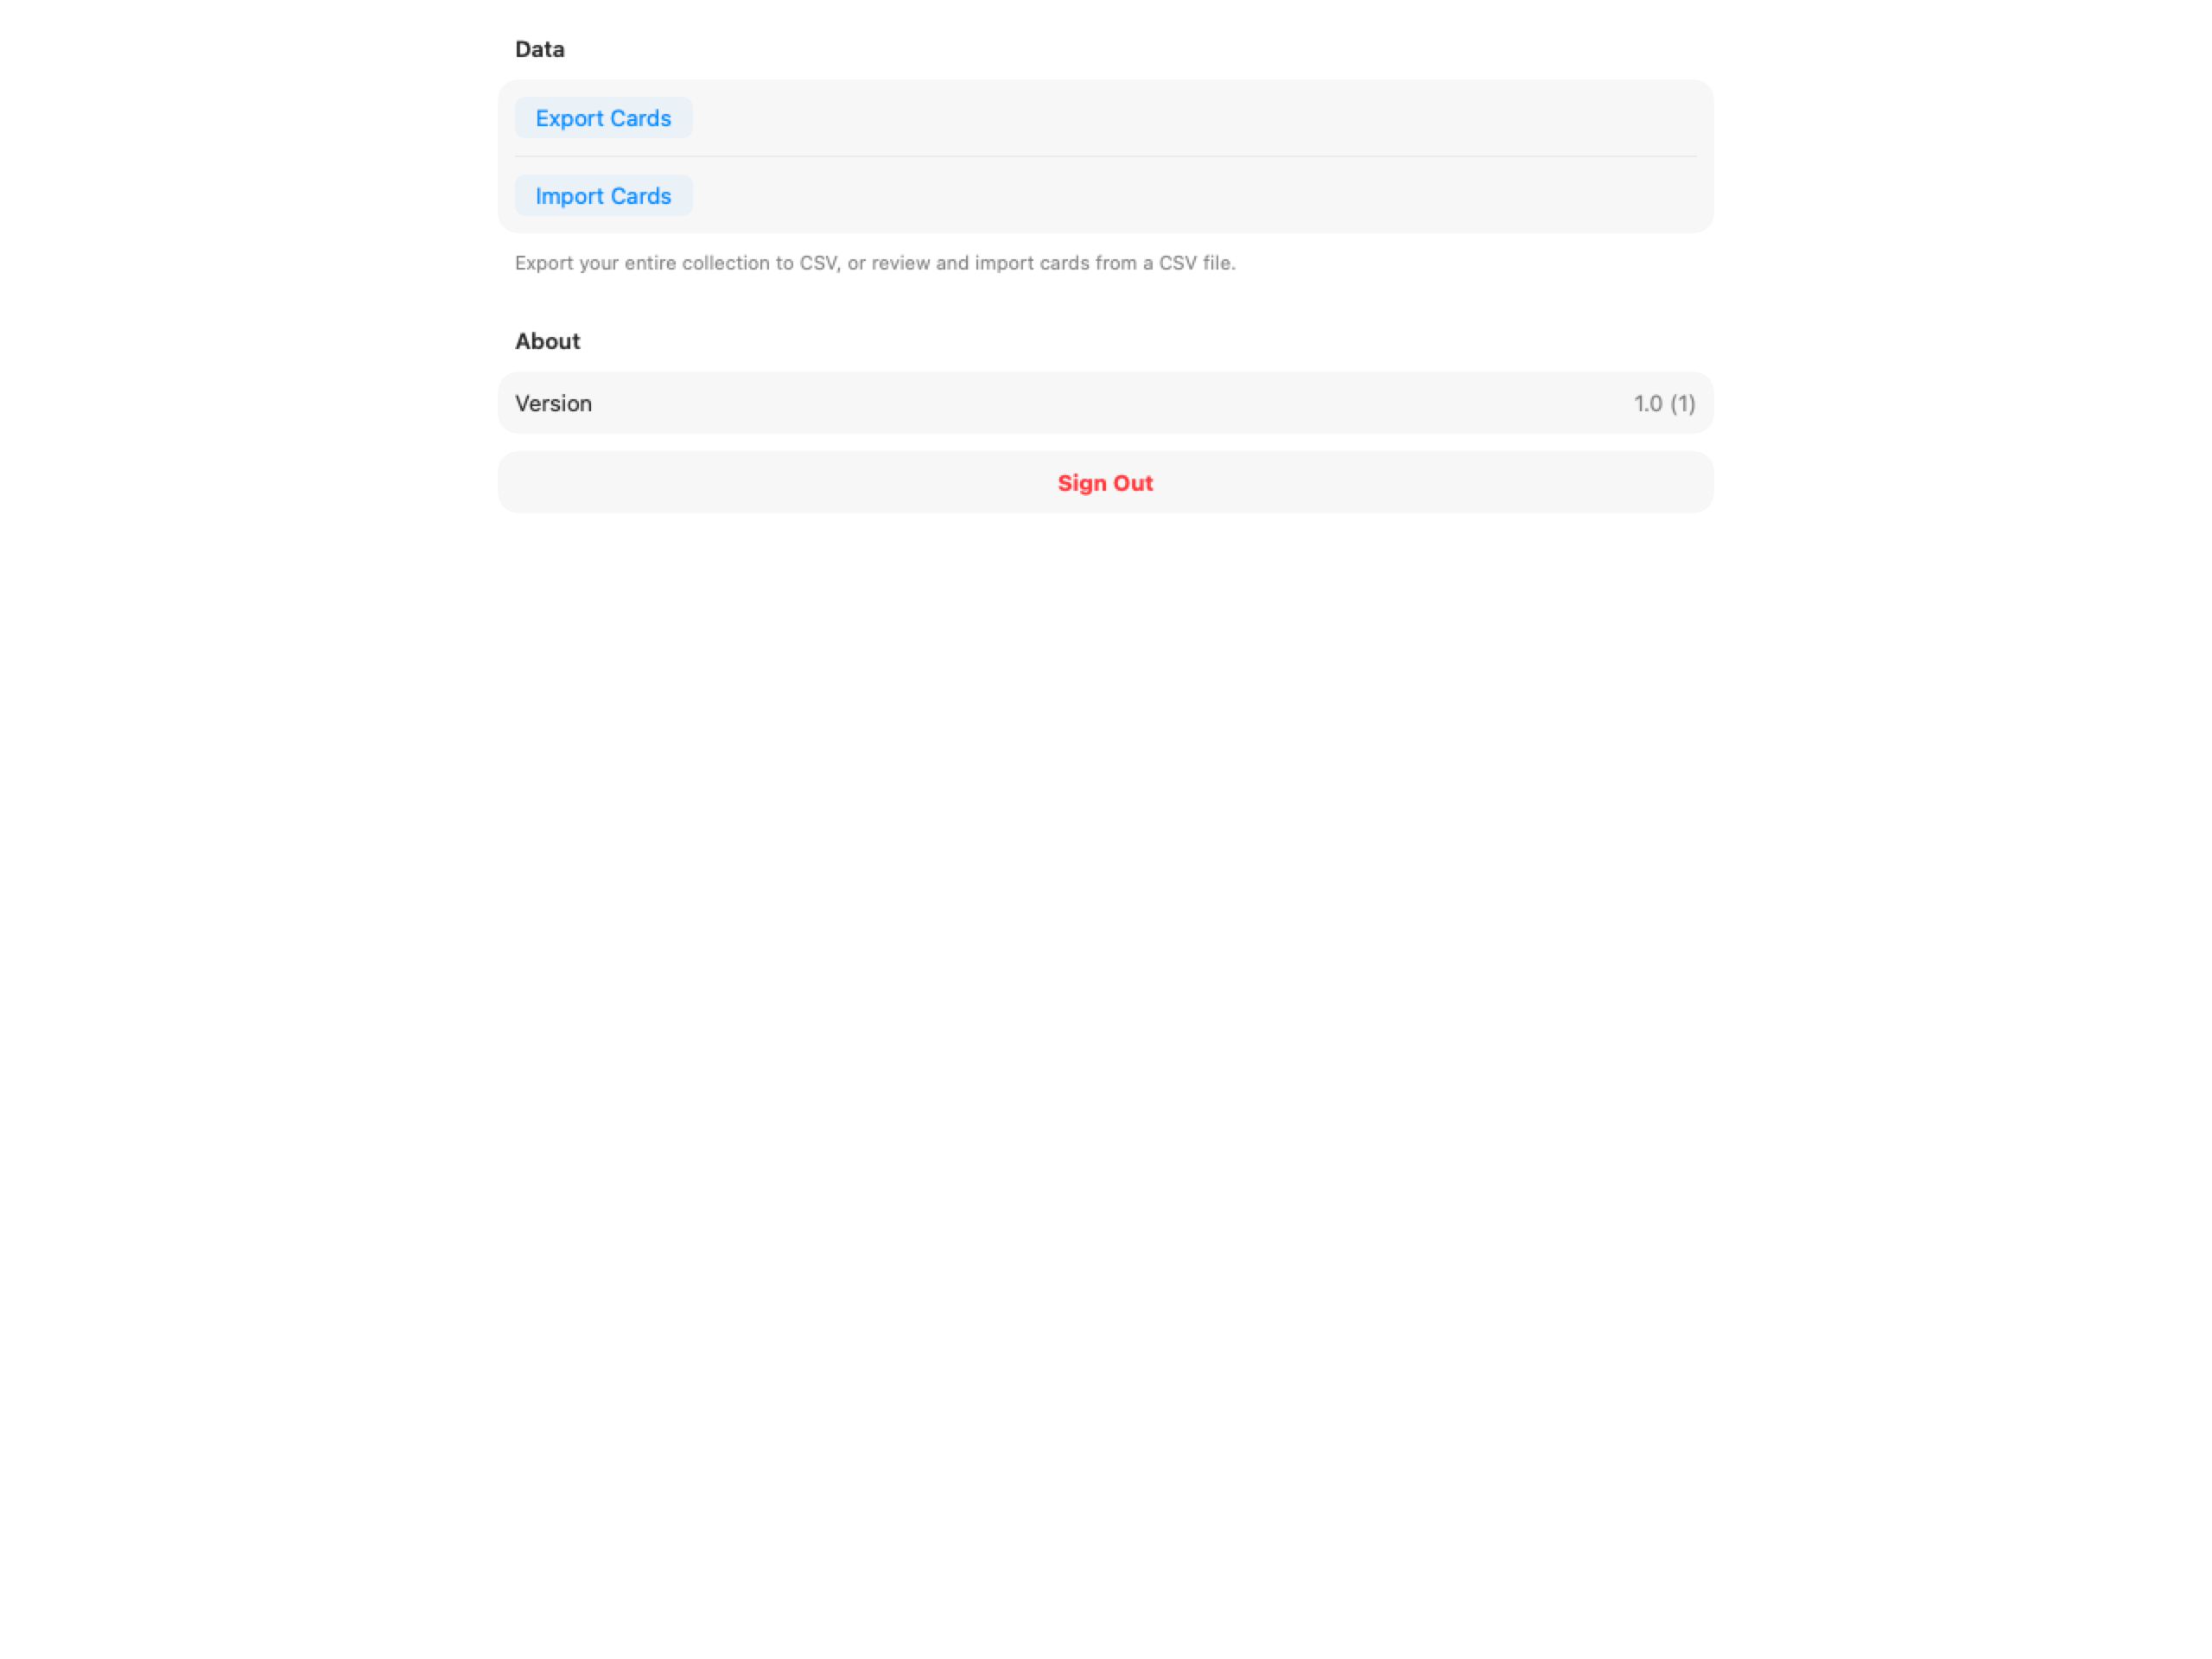 Data
Export Cards
Import Cards
Export your entire collection to CSV, or review and import cards from a CSV file.
About
Version 1.0 (1)
Sign Out